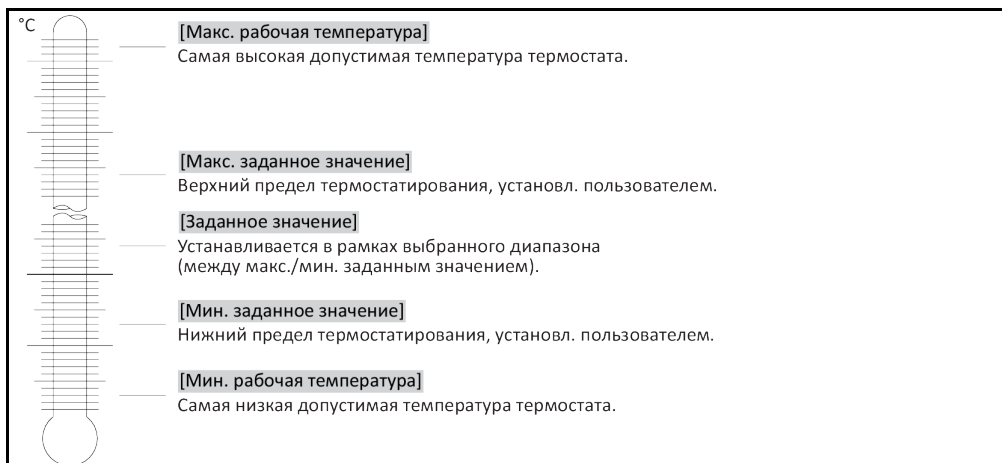 °C
[Макс. рабочая температура]
Самая высокая допустимая температура термостата.
[Макс. заданное значение]
Верхний предел термостатирования, установл. пользователем.
[Заданное значение]
Устанавливается в рамках выбранного диапазона
(между макс./мин. заданным значением).
[Мин. заданное значение]
Нижний предел термостатирования, установл. пользователем.
[Мин. рабочая температура]
Самая низкая допустимая температура термостата.